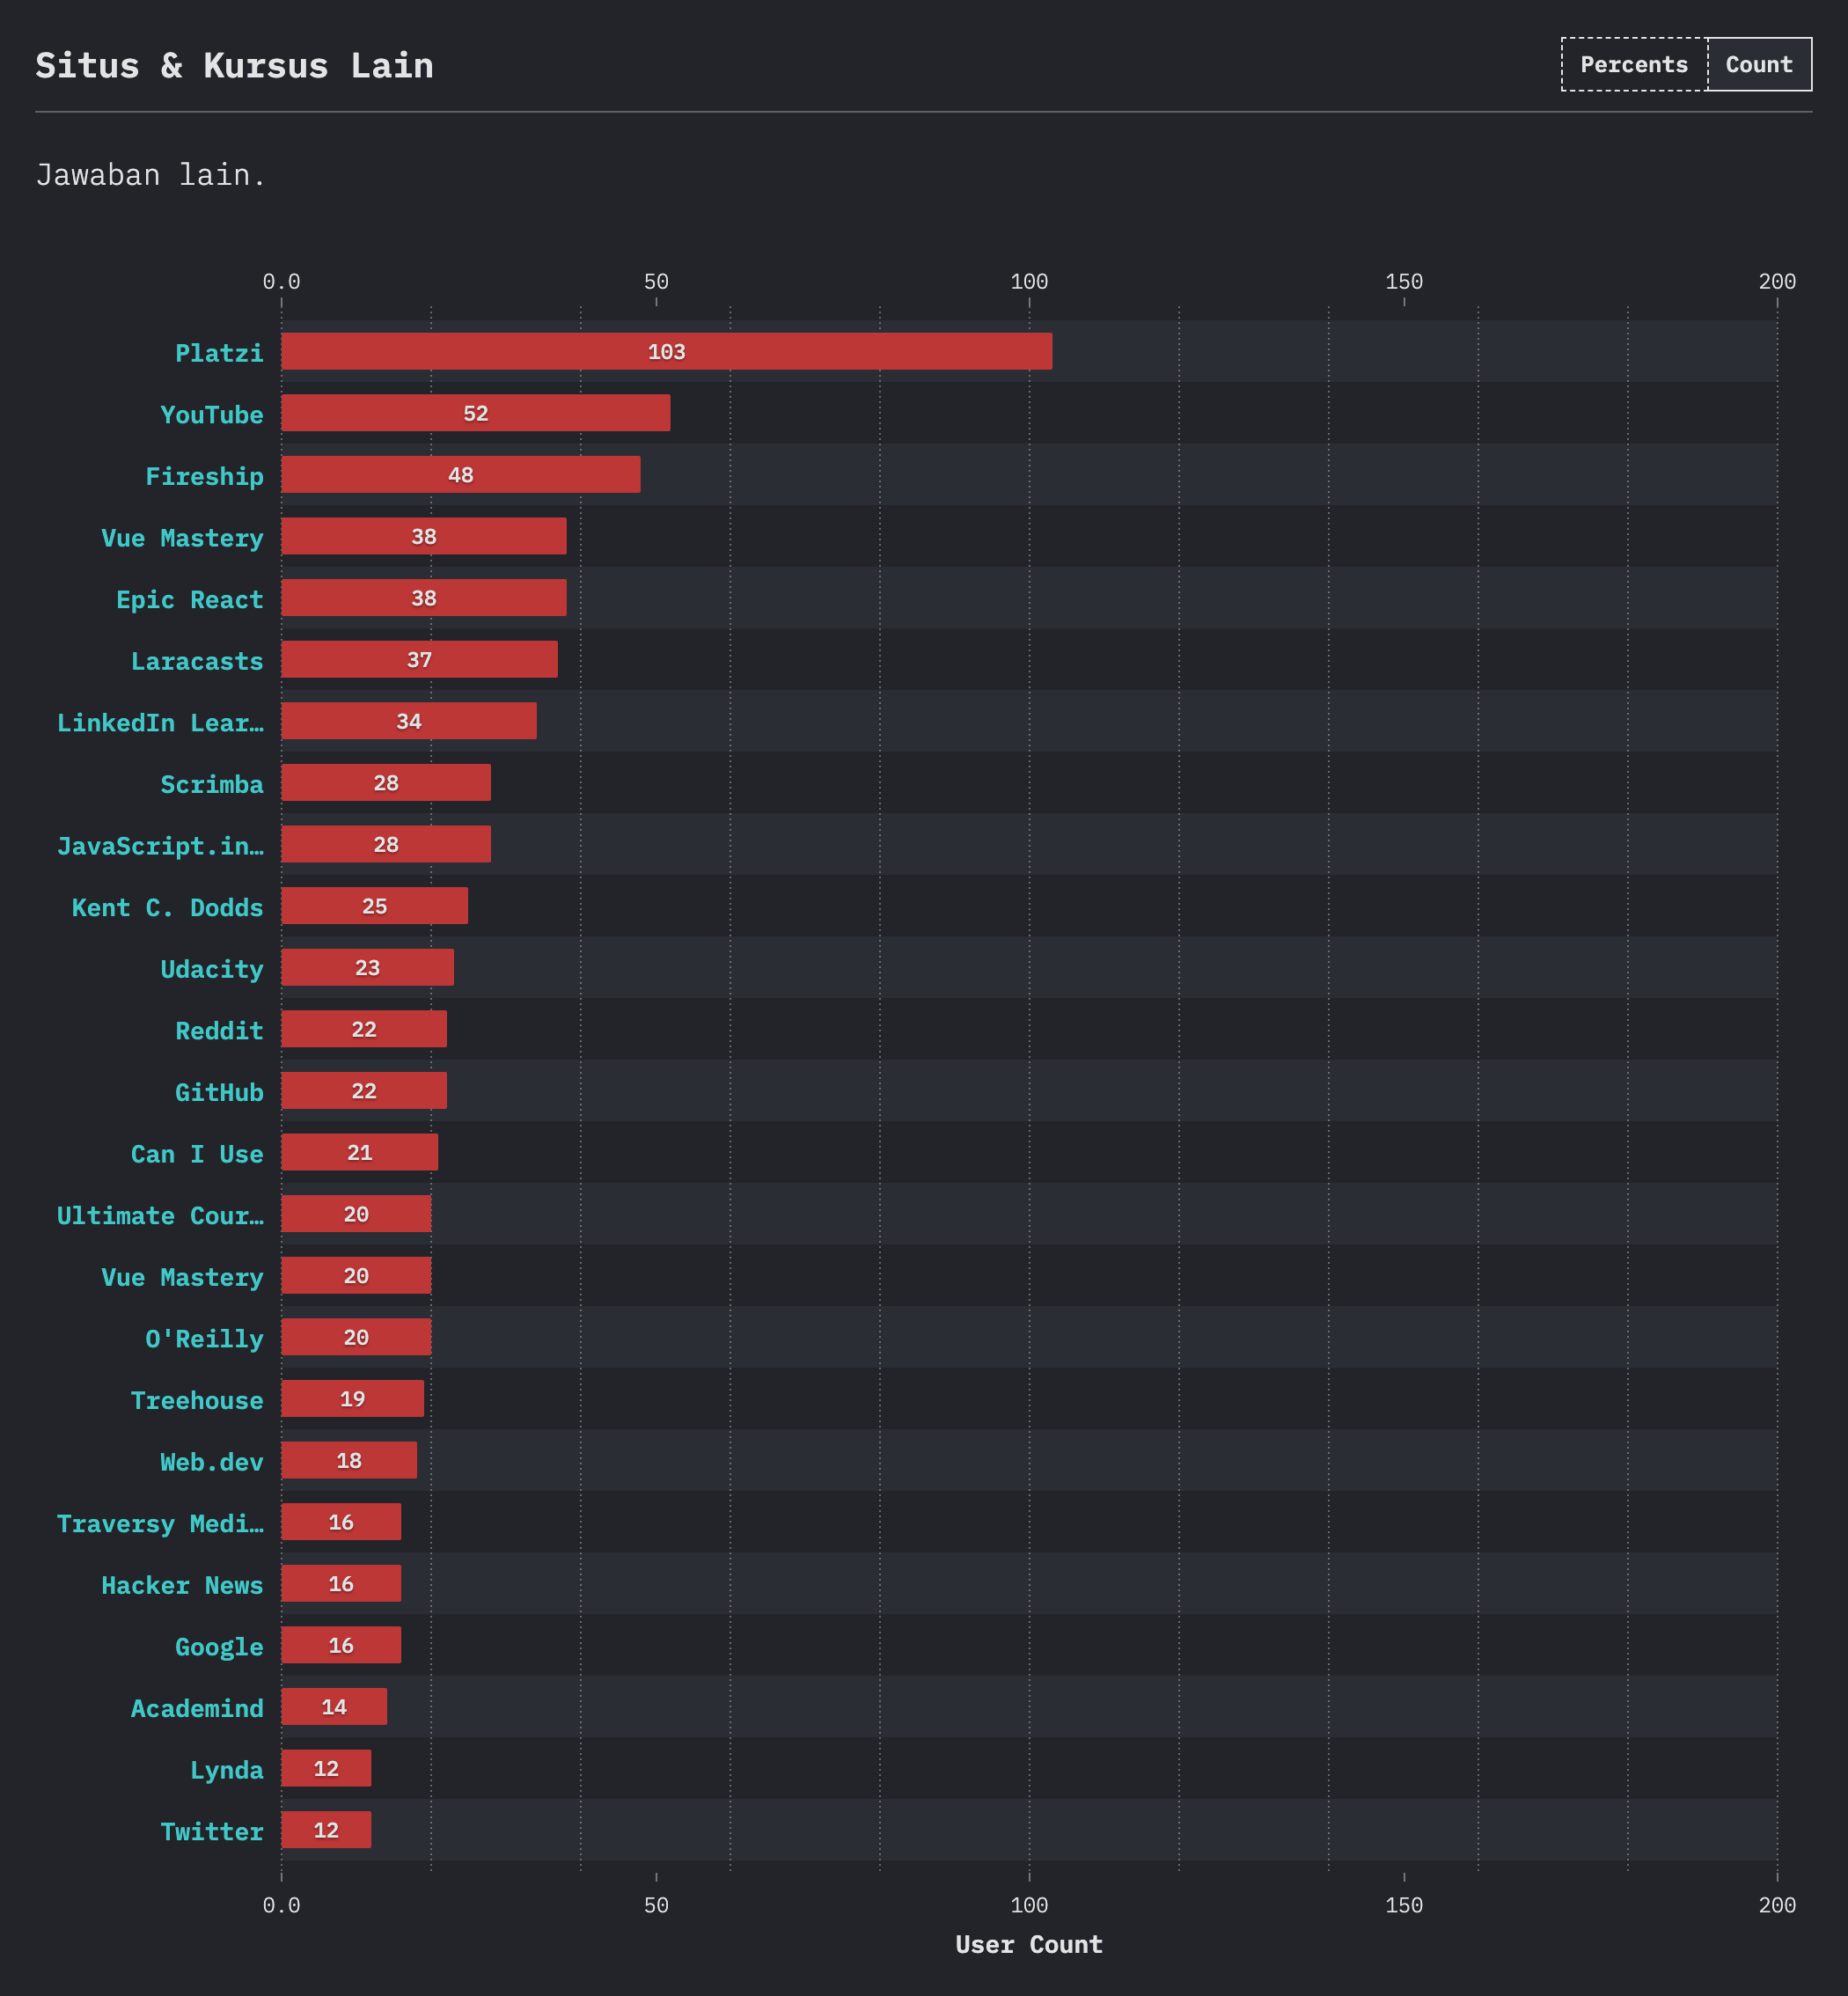 Situs & Kursus Lain
Percents Count
Jawaban lain.
0.0 50 100 150 200
Platzi 103
YouTube 52
Fireship 48
Vue Mastery 38
Epic React 38
Laracasts 37
LinkedIn Lear… 34
Scrimba 28
JavaScript.in… 28
Kent C. Dodds 25
Udacity 23
Reddit 22
GitHub 22
Can I Use 21
Ultimate Cour… 20
Vue Mastery 20
O'Reilly 20
Treehouse 19
Web.dev 18
Traversy Medi… 16
Hacker News 16
Google 16
Academind 14
Lynda 12
Twitter 12
0.0 50 100 150 200
User Count